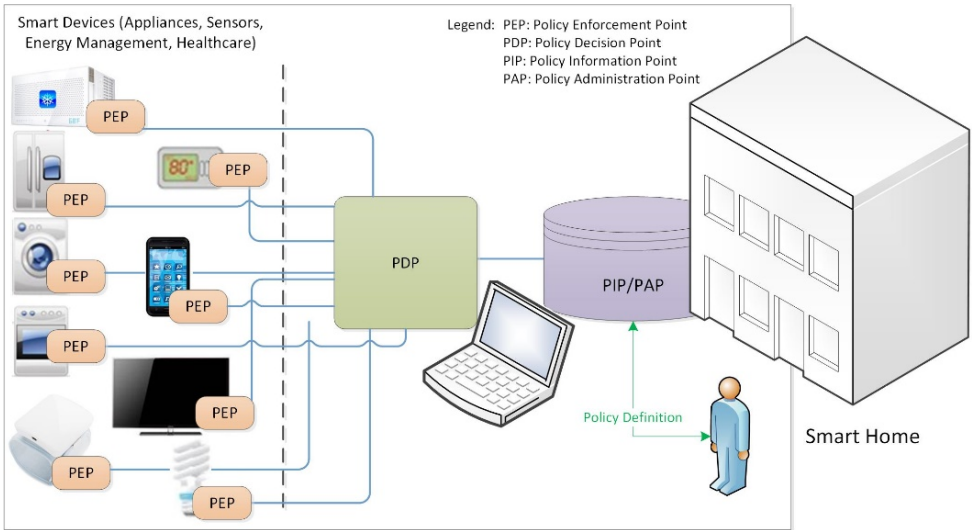 Smart Devices (Appliances, Sensors,
Energy Management, Healthcare)
Legend: PEP: Policy Enforcement Point
PDP: Policy Decision Point
PIP: Policy Information Point
PAP: Policy Administration Point
PEP
80°
PEP
PEP
PEP
PEP
PEP
PEP
PEP
PEP
PDP
PIP/PAP
Policy Definition
Smart Home